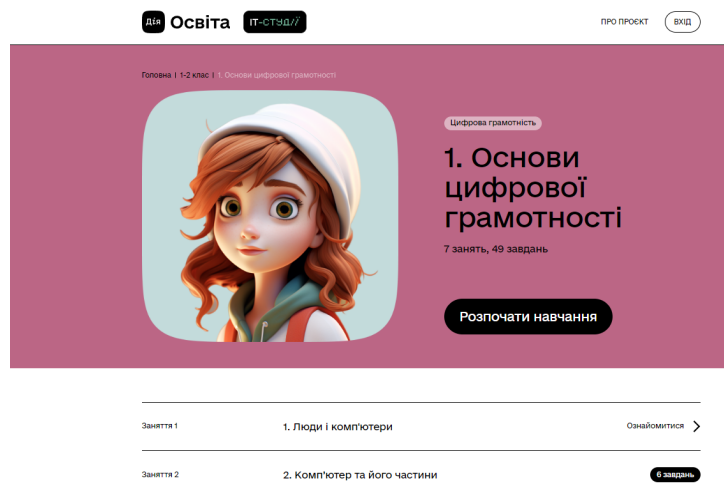 Дія Освіта ІТ-СТУДІЇ ПРО ПРОЄКТ ВХІД
Головна | 1-2 клас | 1. Основи цифрової грамотності
Цифрова грамотність
1. Основи
цифрової
грамотності
7 занять, 49 завдань
Розпочати навчання
Заняття 1 1. Люди і комп'ютери Ознайомитися
Заняття 2 2. Комп'ютер та його частини 6 завдань